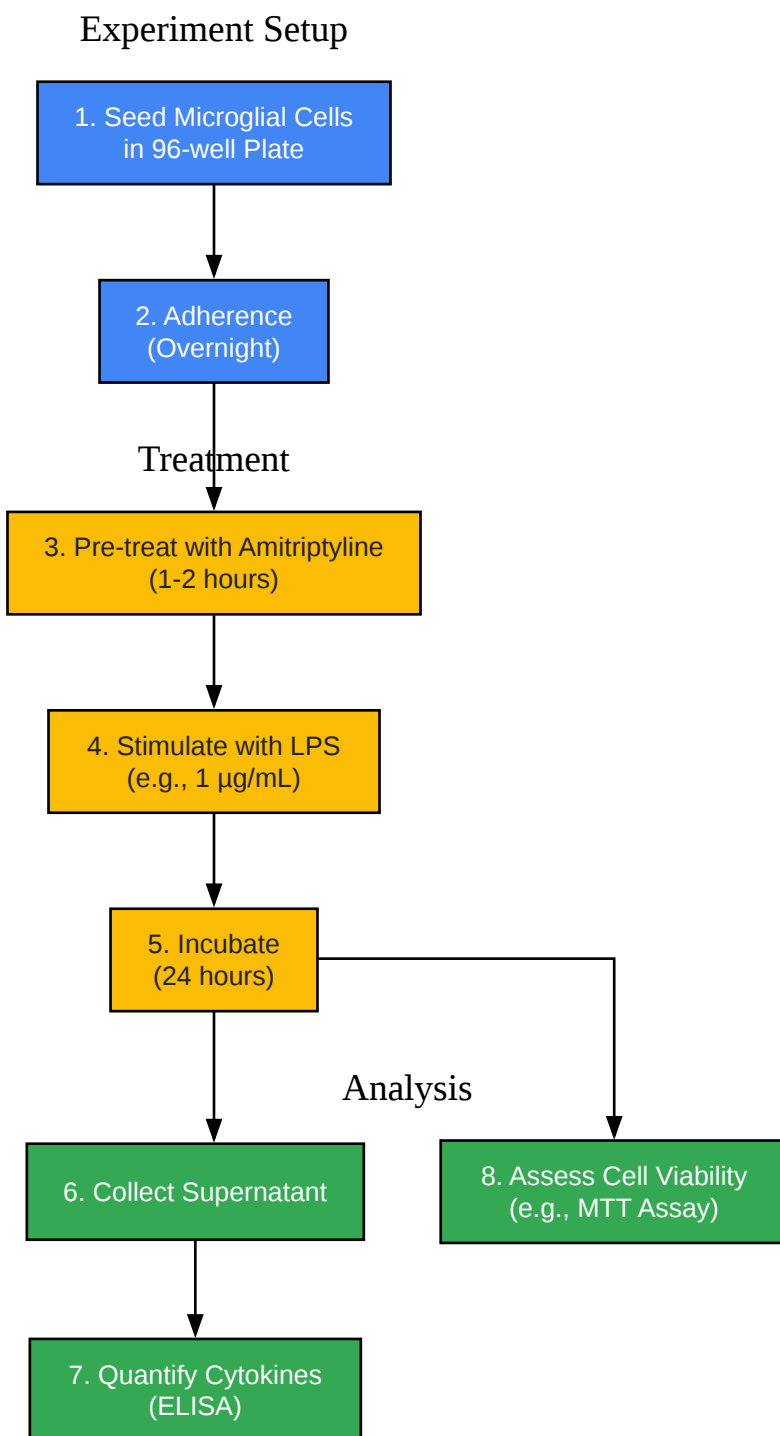 Experiment Setup
1. Seed Microglial Cells
in 96-well Plate
2. Adherence
(Overnight)
Treatment
3. Pre-treat with Amitriptyline
(1-2 hours)
4. Stimulate with LPS
(e.g., 1 µg/mL)
5. Incubate
(24 hours)
Analysis
6. Collect Supernatant
8. Assess Cell Viability
(e.g., MTT Assay)
7. Quantify Cytokines
(ELISA)